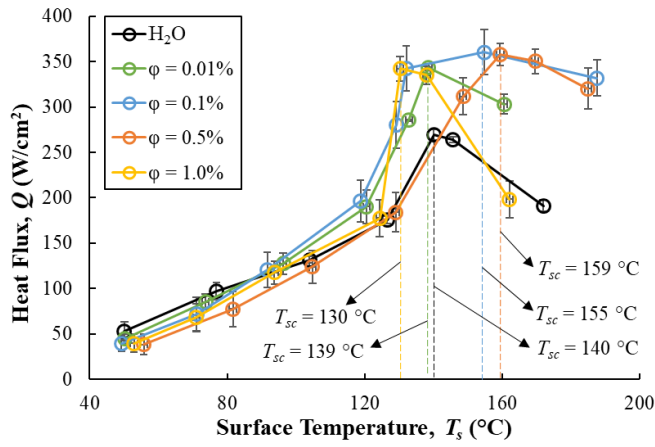 400
350
300
250
200
150
100
50
0
Heat Flux, Q (W/cm²)
H₂O
φ = 0.01%
φ = 0.1%
φ = 0.5%
φ = 1.0%
T_sc = 159 °C
T_sc = 130 °C
T_sc = 155 °C
T_sc = 139 °C
T_sc = 140 °C
40
80
120
160
200
Surface Temperature, T_s (°C)